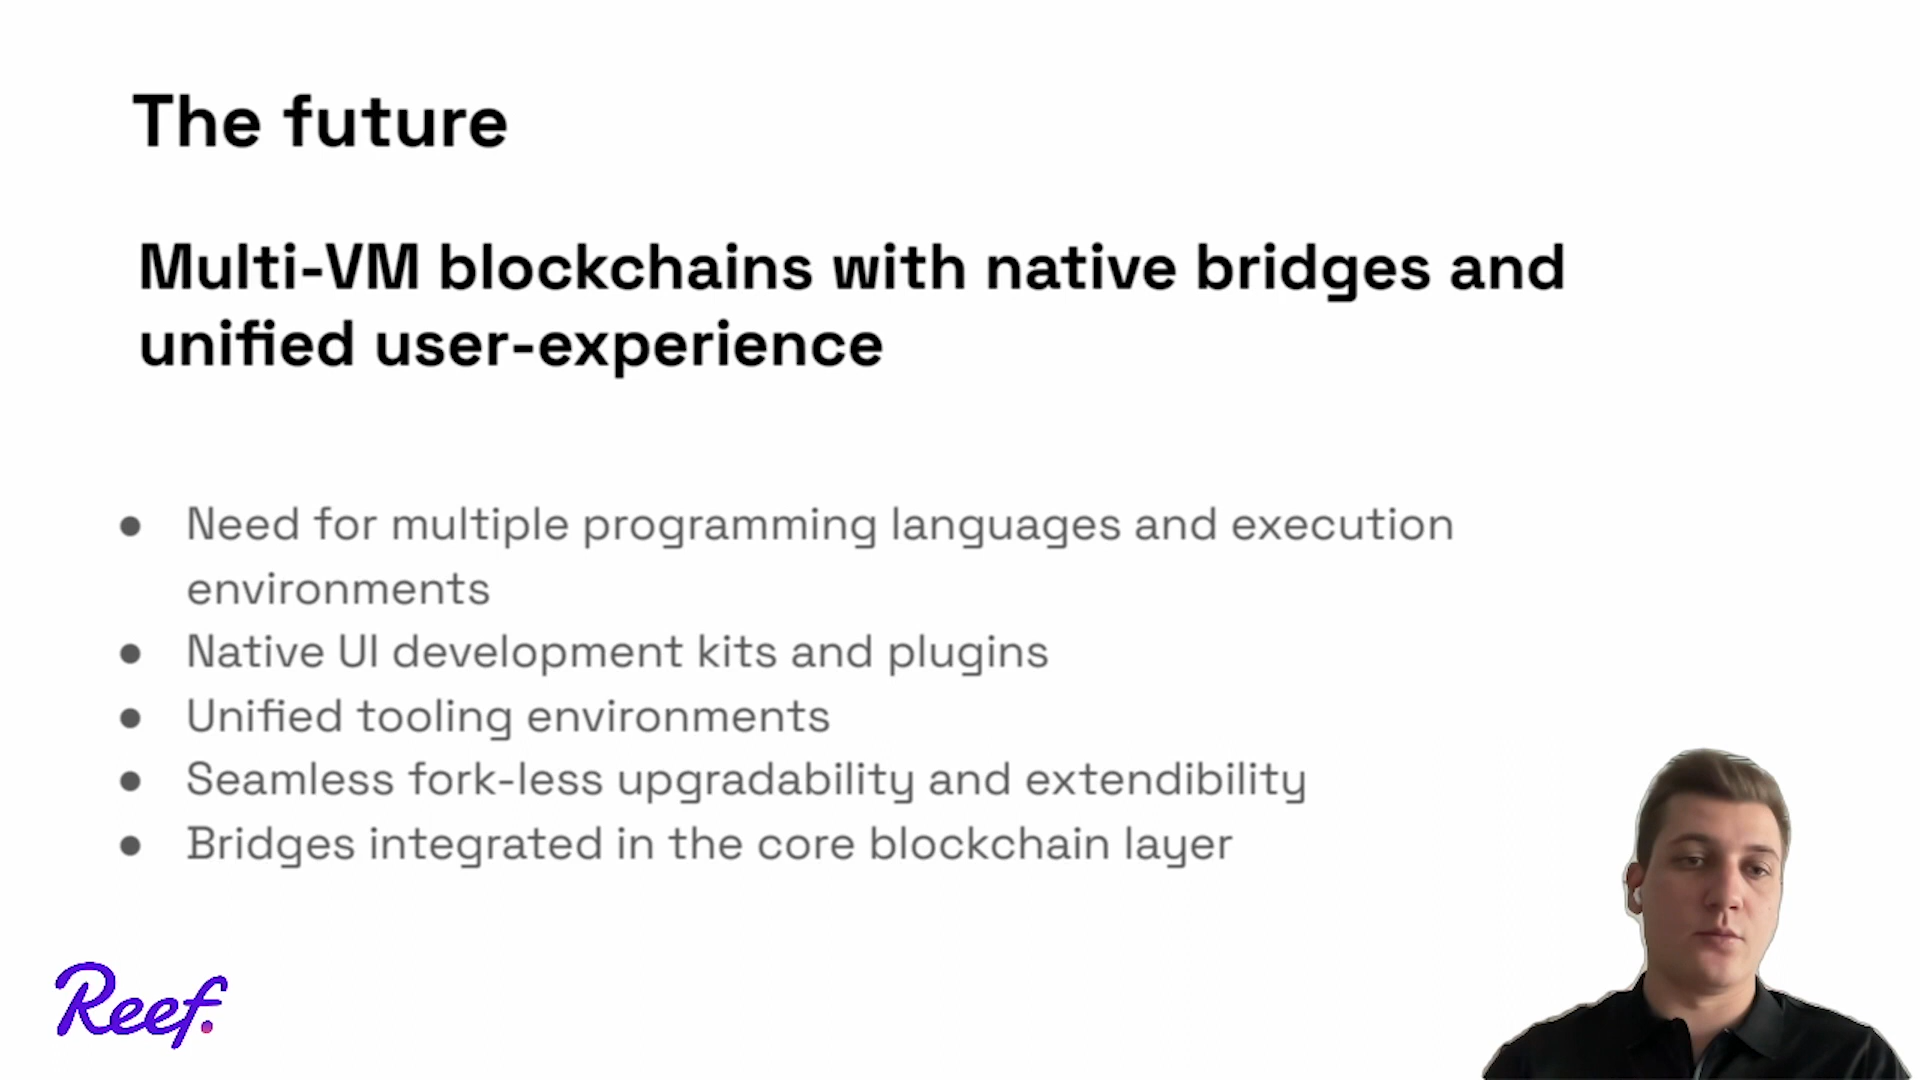 The future
Multi-VM blockchains with native bridges and
unified user-experience
● Need for multiple programming languages and execution
environments
● Native UI development kits and plugins
● Unified tooling environments
● Seamless fork-less upgradability and extendibility
● Bridges integrated in the core blockchain layer
Reef.